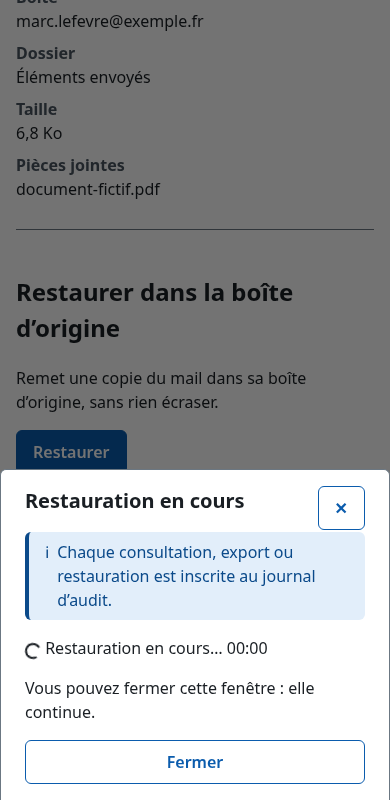 marc.lefevre@exemple.fr
Dossier
Éléments envoyés
Taille
6,8 Ko
Pièces jointes
document-fictif.pdf
Restaurer dans la boîte
d’origine
Remet une copie du mail dans sa boîte
d’origine, sans rien écraser.
Restaurer
Restauration en cours
×
i Chaque consultation, export ou
restauration est inscrite au journal
d’audit.
Restauration en cours… 00:00
Vous pouvez fermer cette fenêtre : elle
continue.
Fermer